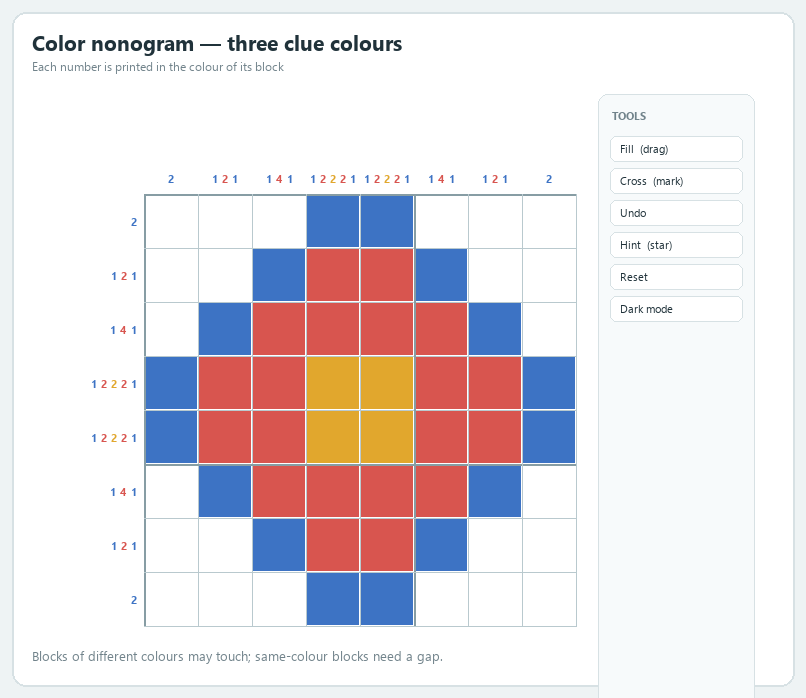 Color nonogram — three clue colours
Each number is printed in the colour of its block
TOOLS
Fill (drag)
Cross (mark)
Undo
Hint (star)
Reset
Dark mode
2 1 2 1 1 4 1 1 2 2 2 1 1 2 2 2 1 1 4 1 1 2 1 2
2
1 2 1
1 4 1
1 2 2 2 1
1 2 2 2 1
1 4 1
1 2 1
2
Blocks of different colours may touch; same-colour blocks need a gap.